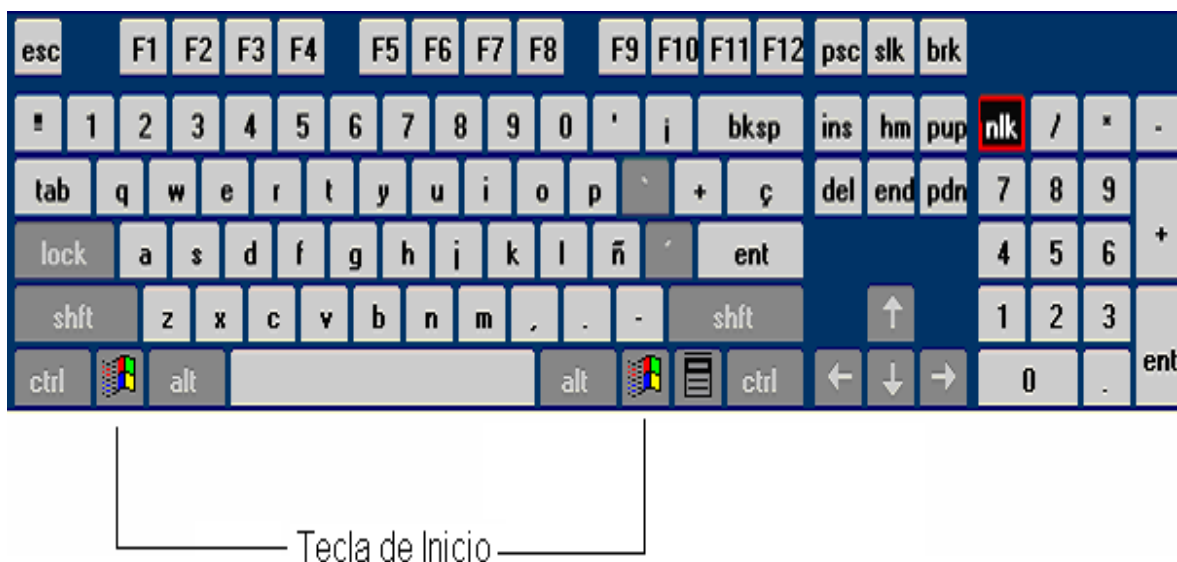 esc F1 F2 F3 F4 F5 F6 F7 F8 F9 F10 F11 F12 psc slk brk
1 2 3 4 5 6 7 8 9 0 ' ¡ bksp ins hm pup nlk / * -
tab q w e r t y u i o p ` + ç del end pdn 7 8 9 +
lock a s d f g h j k l ñ ´ ent 4 5 6
shft z x c v b n m , . - shft ↑ 1 2 3 ent
ctrl alt alt ctrl ← ↓ → 0 .
Tecla de Inicio